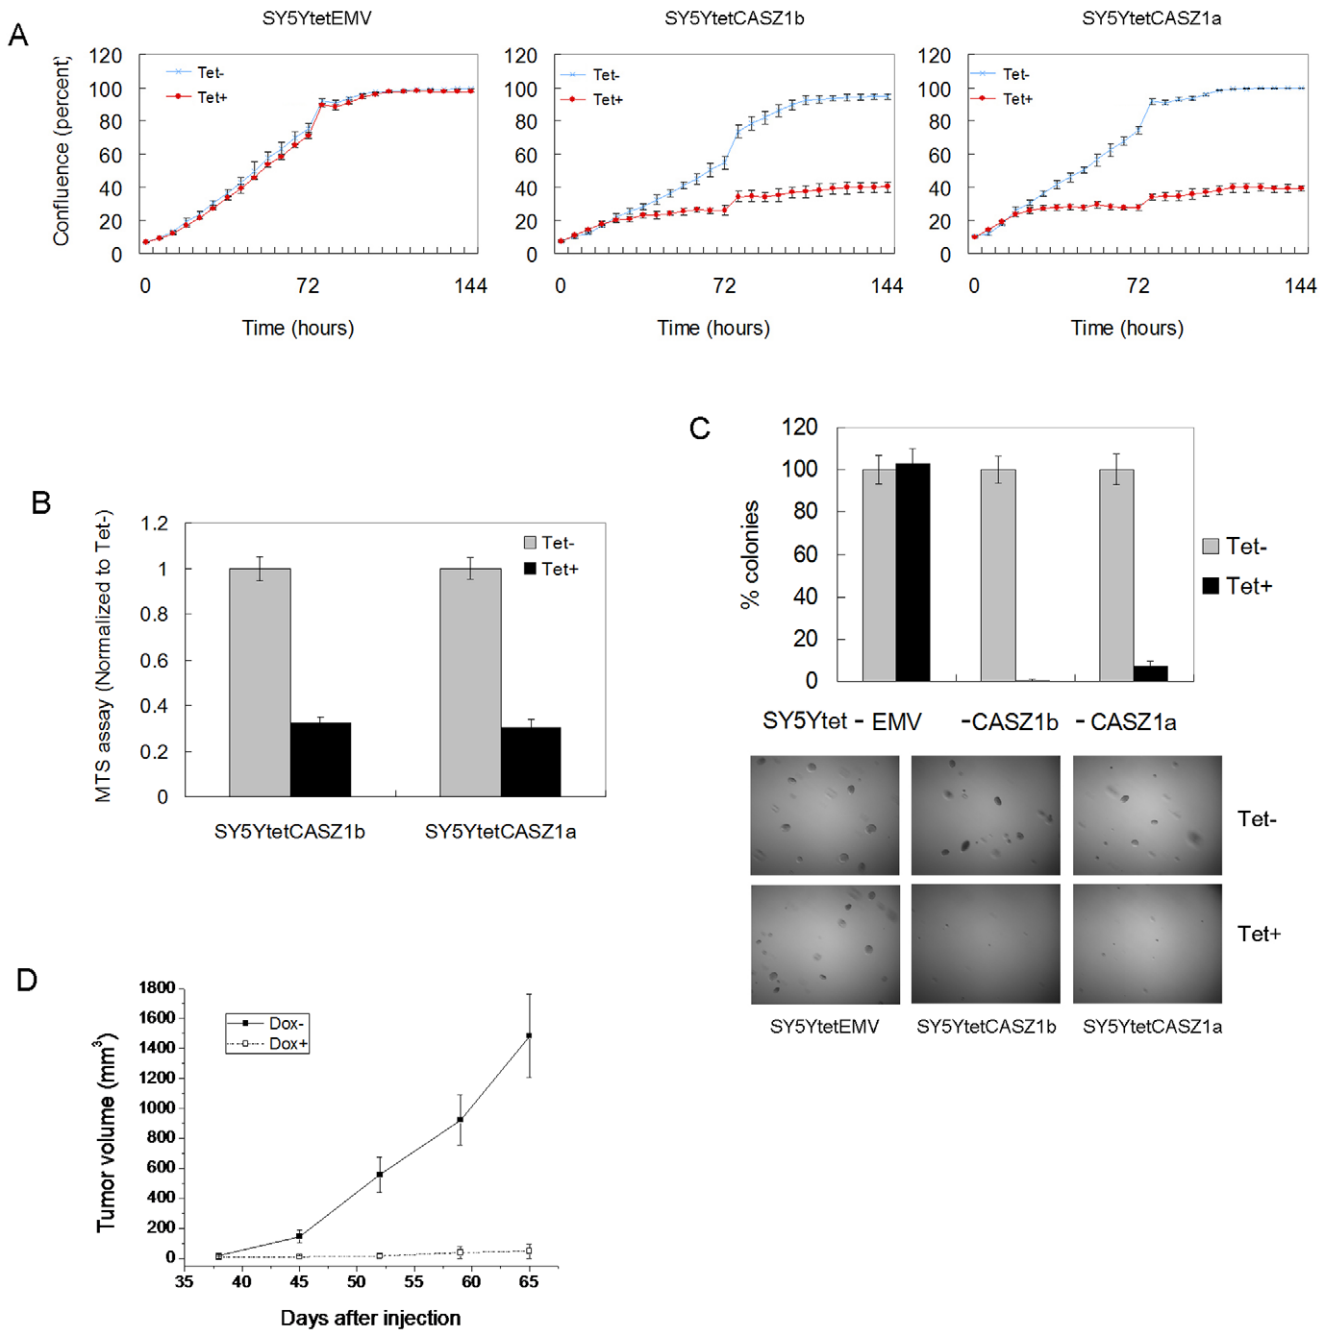 A
SY5YtetEMV
SY5YtetCASZ1b
SY5YtetCASZ1a
Confluence (percent;
120
100
80
60
40
20
0
Tet-
Tet+
0 72 144
Time (hours)
120
100
80
60
40
20
0
Tet-
Tet+
0 72 144
Time (hours)
120
100
80
60
40
20
0
Tet-
Tet+
0 72 144
Time (hours)
B
MTS assay (Normalized to Tet-)
1.2
1
0.8
0.6
0.4
0.2
0
Tet-
Tet+
SY5YtetCASZ1b SY5YtetCASZ1a
C
% colonies
120
100
80
60
40
20
0
Tet-
Tet+
SY5Ytet - EMV -CASZ1b - CASZ1a
Tet-
Tet+
SY5YtetEMV SY5YtetCASZ1b SY5YtetCASZ1a
D
Tumor volume (mm³)
1800
1600
1400
1200
1000
800
600
400
200
0
Dox-
Dox+
35 40 45 50 55 60 65
Days after injection